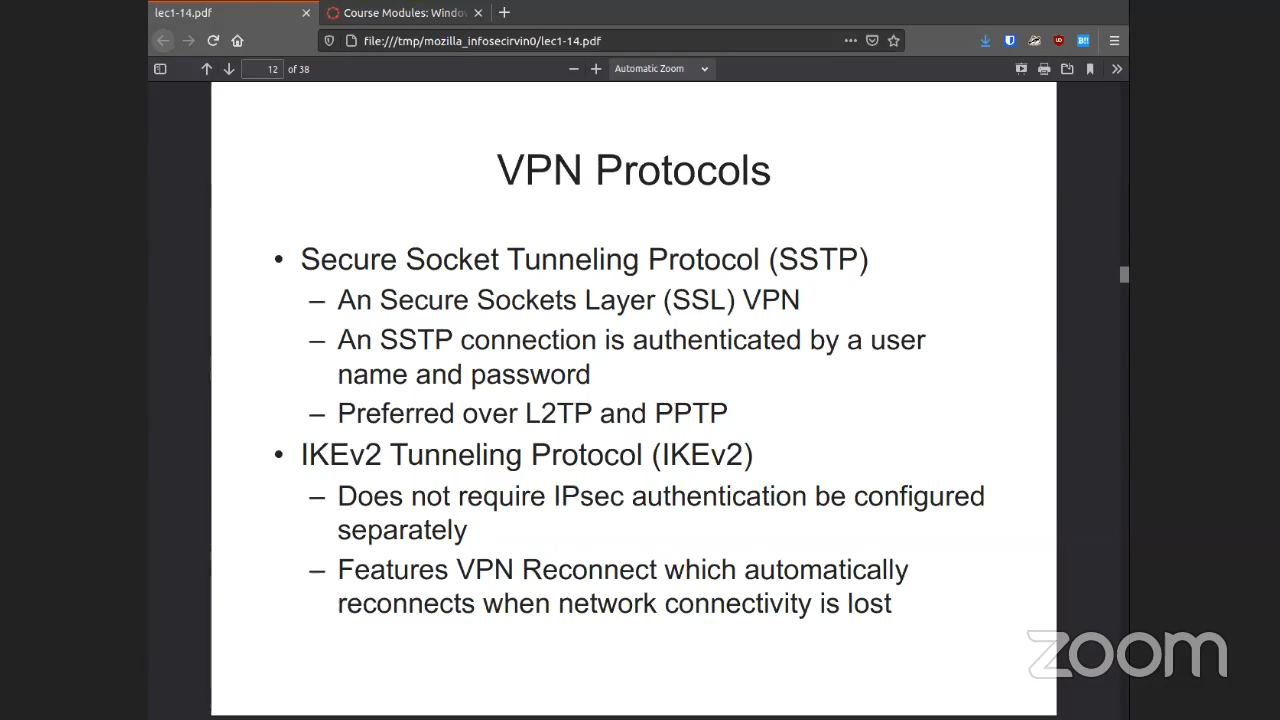 lec1-14.pdf
Course Modules: Windo
file:///tmp/mozilla_infosecirvin0/lec1-14.pdf
12 of 38
Automatic Zoom
VPN Protocols
• Secure Socket Tunneling Protocol (SSTP)
– An Secure Sockets Layer (SSL) VPN
– An SSTP connection is authenticated by a user
name and password
– Preferred over L2TP and PPTP
• IKEv2 Tunneling Protocol (IKEv2)
– Does not require IPsec authentication be configured
separately
– Features VPN Reconnect which automatically
reconnects when network connectivity is lost
zoom